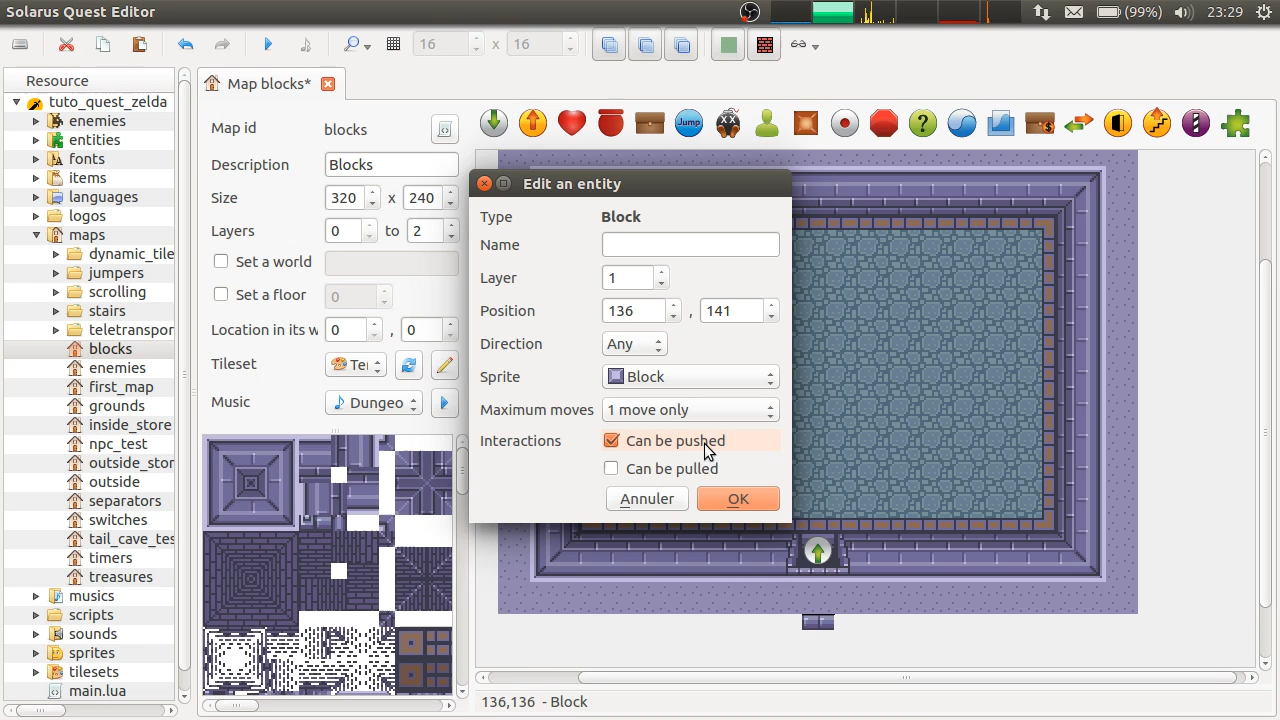 Solarus Quest Editor
(99%)
23:29
16 x 16
Resource
tuto_quest_zelda
enemies
entities
fonts
items
languages
logos
maps
dynamic_tile
jumpers
scrolling
stairs
teletranspor
blocks
enemies
first_map
grounds
inside_store
npc_test
outside_stor
outside
separators
switches
tail_cave_tes
timers
treasures
musics
scripts
sounds
sprites
tilesets
main.lua
Map blocks*
Map id blocks
Description Blocks
Size 320 x 240
Layers 0 to 2
Set a world
Set a floor 0
Location in its w 0 , 0
Tileset Te
Music Dungeo
Jump
Edit an entity
Type Block
Name
Layer 1
Position 136 , 141
Direction Any
Sprite Block
Maximum moves 1 move only
Interactions Can be pushed
Can be pulled
Annuler OK
136,136 - Block